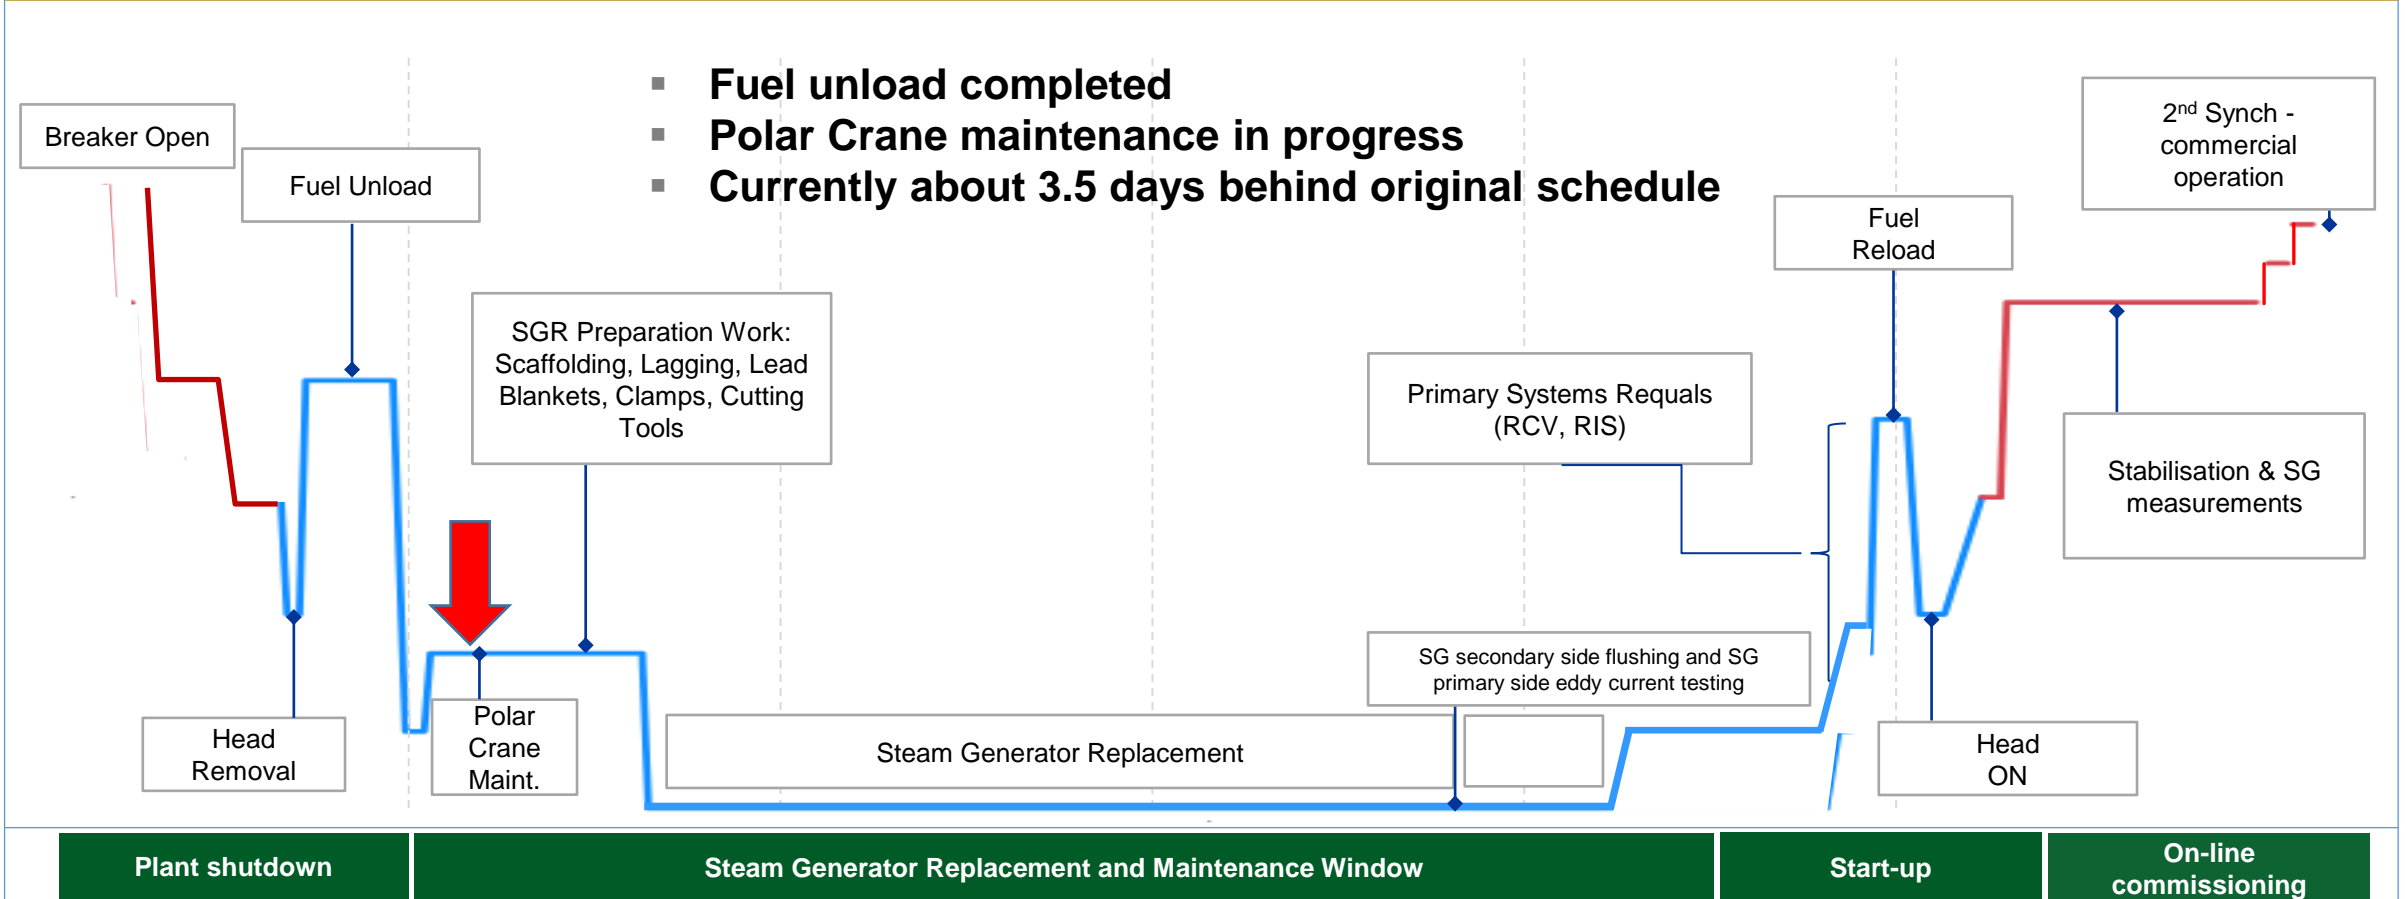 ▪ Fuel unload completed
▪ Polar Crane maintenance in progress
▪ Currently about 3.5 days behind original schedule
Breaker Open
Fuel Unload
SGR Preparation Work:
Scaffolding, Lagging, Lead
Blankets, Clamps, Cutting
Tools
Head
Removal
Polar
Crane
Maint.
Steam Generator Replacement
Primary Systems Requals
(RCV, RIS)
SG secondary side flushing and SG
primary side eddy current testing
Fuel
Reload
Head
ON
2nd Synch -
commercial
operation
Stabilisation & SG
measurements
Plant shutdown
Steam Generator Replacement and Maintenance Window
Start-up
On-line
commissioning